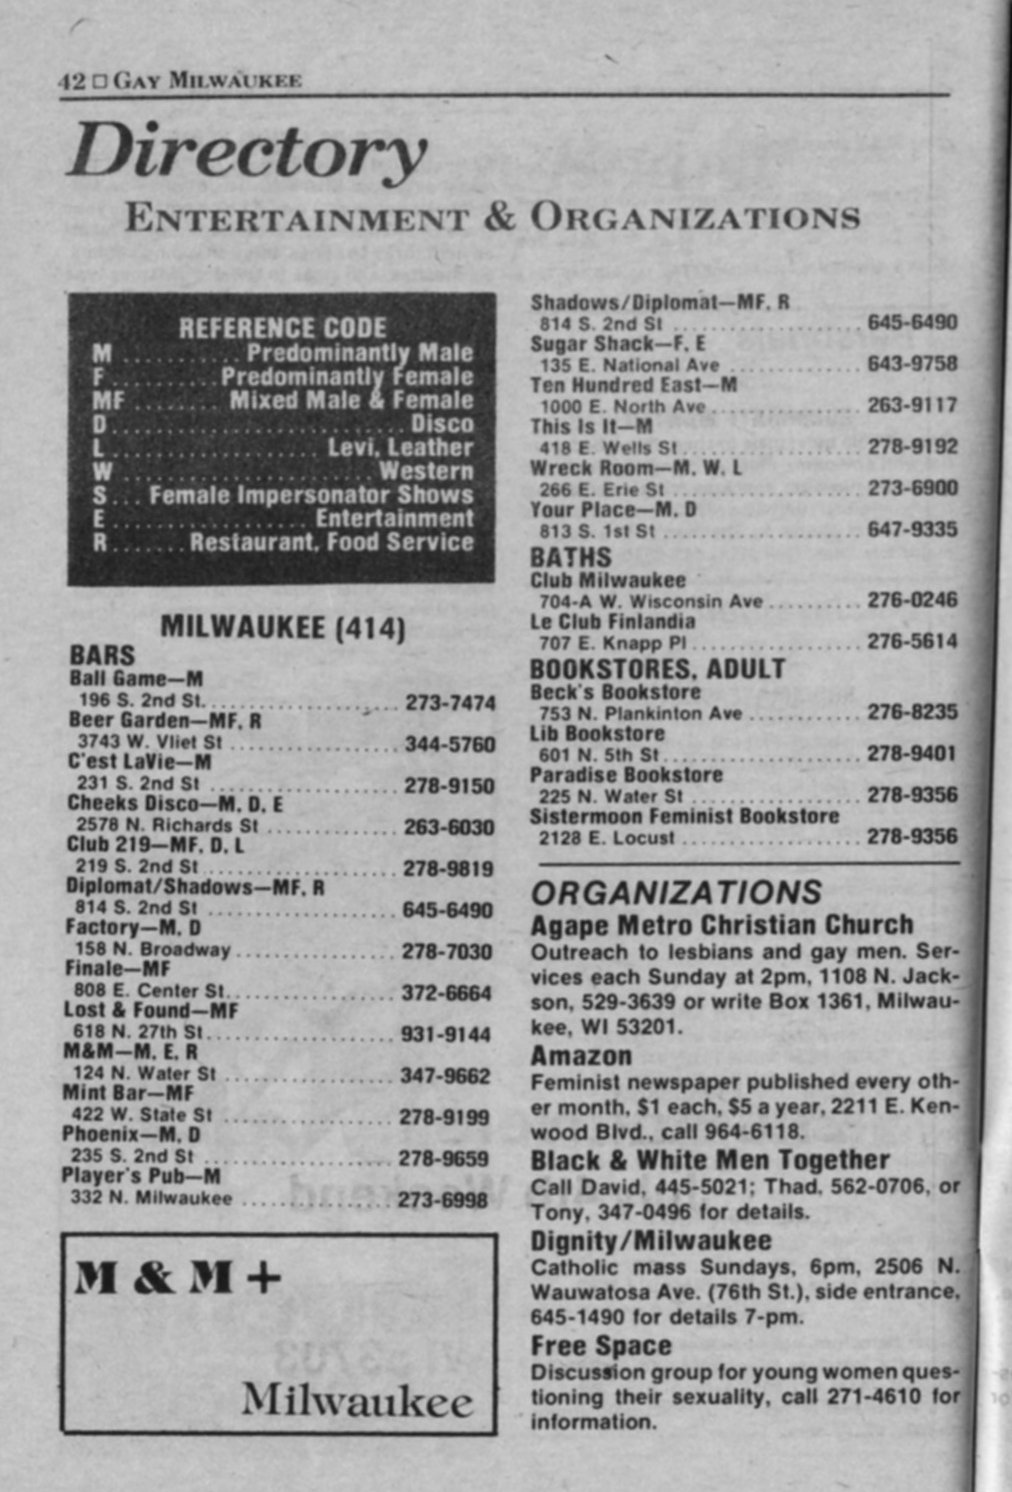 42 □ GAY MILWAUKEE
Directory
ENTERTAINMENT & ORGANIZATIONS
REFERENCE CODE
M ........... Predominantly Male
F .......... Predominantly Female
MF ........ Mixed Male & Female
D ............................. Disco
L .................... Levi, Leather
W .......................... Western
S ... Female Impersonator Shows
E ................... Entertainment
R ....... Restaurant, Food Service
MILWAUKEE (414)
BARS
Ball Game—M
196 S. 2nd St. ................... 273-7474
Beer Garden—MF, R
3743 W. Vliet St ................. 344-5760
C'est LaVie—M
231 S. 2nd St ................... 278-9150
Cheeks Disco—M, D, E
2578 N. Richards St ............. 263-6030
Club 219—MF, D, L
219 S. 2nd St ................... 278-9819
Diplomat/Shadows—MF, R
814 S. 2nd St ................... 645-6490
Factory—M, D
158 N. Broadway ................ 278-7030
Finale—MF
808 E. Center St. ................ 372-6664
Lost & Found—MF
618 N. 27th St ................... 931-9144
M&M—M, E, R
124 N. Water St ................. 347-9662
Mint Bar—MF
422 W. State St ................. 278-9199
Phoenix—M, D
235 S. 2nd St ................... 278-9659
Player's Pub—M
332 N. Milwaukee ............... 273-6998
M & M +
Milwaukee
Shadows/Diplomat—MF, R
814 S. 2nd St ................... 645-6490
Sugar Shack—F, E
135 E. National Ave ............. 643-9758
Ten Hundred East—M
1000 E. North Ave ............... 263-9117
This Is It—M
418 E. Wells St .................. 278-9192
Wreck Room—M, W, L
266 E. Erie St ................... 273-6900
Your Place—M, D
813 S. 1st St .................... 647-9335
BATHS
Club Milwaukee
704-A W. Wisconsin Ave .......... 276-0246
Le Club Finlandia
707 E. Knapp Pl ................. 276-5614
BOOKSTORES, ADULT
Beck's Bookstore
753 N. Plankinton Ave ........... 276-8235
Lib Bookstore
601 N. 5th St .................... 278-9401
Paradise Bookstore
225 N. Water St ................. 278-9356
Sistermoon Feminist Bookstore
2128 E. Locust .................. 278-9356
ORGANIZATIONS
Agape Metro Christian Church
Outreach to lesbians and gay men. Ser-
vices each Sunday at 2pm, 1108 N. Jack-
son, 529-3639 or write Box 1361, Milwau-
kee, WI 53201.
Amazon
Feminist newspaper published every oth-
er month, $1 each, $5 a year, 2211 E. Ken-
wood Blvd., call 964-6118.
Black & White Men Together
Call David, 445-5021; Thad, 562-0706, or
Tony, 347-0496 for details.
Dignity/Milwaukee
Catholic mass Sundays, 6pm, 2506 N.
Wauwatosa Ave. (76th St.), side entrance,
645-1490 for details 7-pm.
Free Space
Discussion group for young women ques-
tioning their sexuality, call 271-4610 for
information.